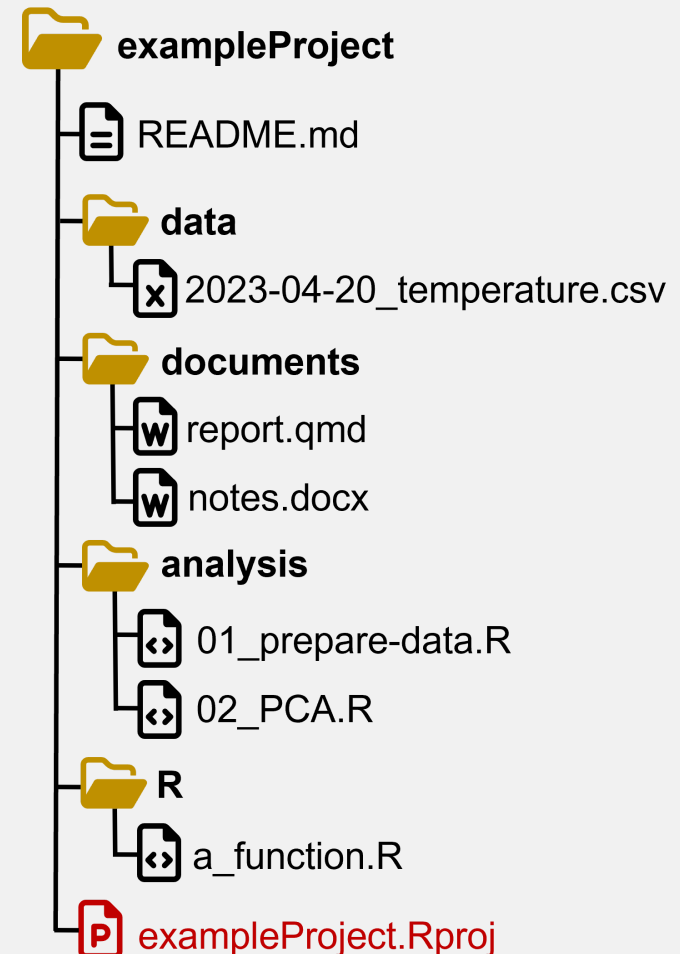 exampleProject
README.md
data
2023-04-20_temperature.csv
documents
report.qmd
notes.docx
analysis
01_prepare-data.R
02_PCA.R
R
a_function.R
exampleProject.Rproj